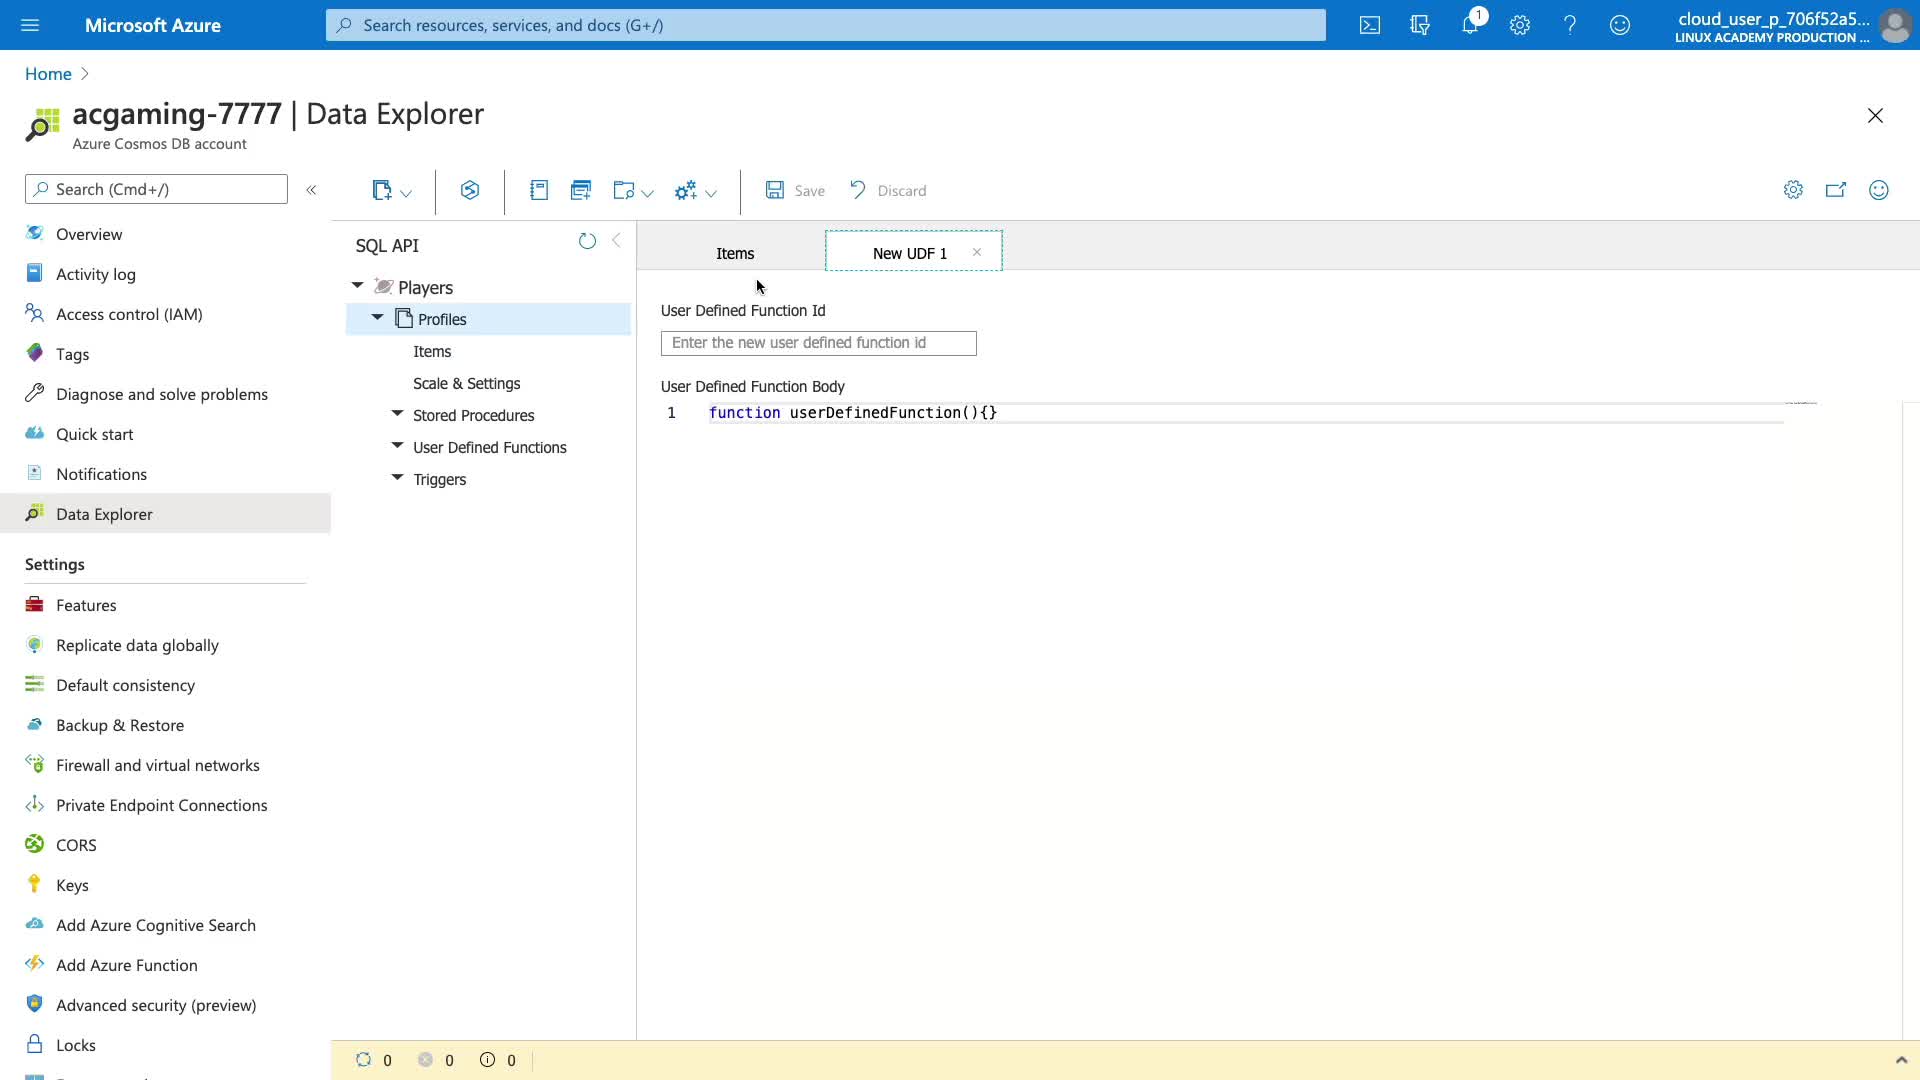 Microsoft Azure
Search resources, services, and docs (G+/)
1
cloud_user_p_706f52a5...
LINUX ACADEMY PRODUCTION ...
Home
acgaming-7777 | Data Explorer
Azure Cosmos DB account
Search (Cmd+/)
«
Save
Discard
Overview
Activity log
Access control (IAM)
Tags
Diagnose and solve problems
Quick start
Notifications
Data Explorer
Settings
Features
Replicate data globally
Default consistency
Backup & Restore
Firewall and virtual networks
Private Endpoint Connections
CORS
Keys
Add Azure Cognitive Search
Add Azure Function
Advanced security (preview)
Locks
SQL API
Players
Profiles
Items
Scale & Settings
Stored Procedures
User Defined Functions
Triggers
Items
New UDF 1
User Defined Function Id
Enter the new user defined function id
User Defined Function Body
1 function userDefinedFunction(){}
0 0 0